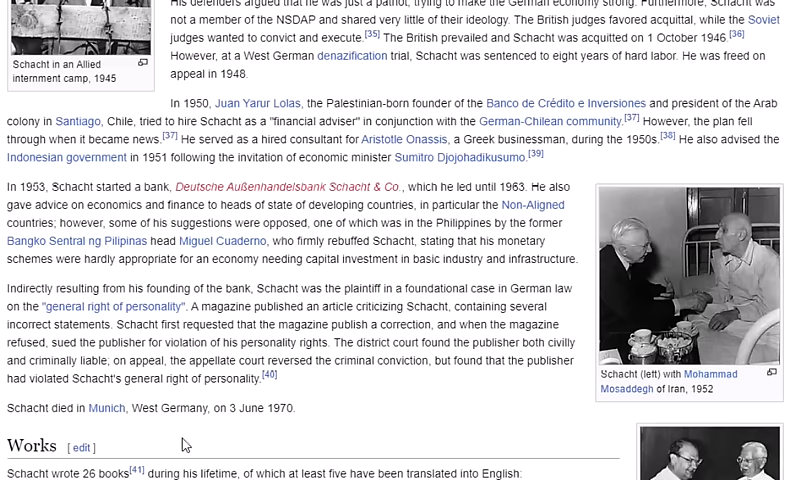 His defenders argued that he was just a patriot, trying to make the German economy strong. Furthermore, Schacht was
not a member of the NSDAP and shared very little of their ideology. The British judges favored acquittal, while the Soviet
judges wanted to convict and execute.[35] The British prevailed and Schacht was acquitted on 1 October 1946.[36]
However, at a West German denazification trial, Schacht was sentenced to eight years of hard labor. He was freed on
appeal in 1948.
Schacht in an Allied
internment camp, 1945
In 1950, Juan Yarur Lolas, the Palestinian-born founder of the Banco de Crédito e Inversiones and president of the Arab
colony in Santiago, Chile, tried to hire Schacht as a "financial adviser" in conjunction with the German-Chilean community.[37] However, the plan fell
through when it became news.[37] He served as a hired consultant for Aristotle Onassis, a Greek businessman, during the 1950s.[38] He also advised the
Indonesian government in 1951 following the invitation of economic minister Sumitro Djojohadikusumo.[39]
In 1953, Schacht started a bank, Deutsche Außenhandelsbank Schacht & Co., which he led until 1963. He also
gave advice on economics and finance to heads of state of developing countries, in particular the Non-Aligned
countries; however, some of his suggestions were opposed, one of which was in the Philippines by the former
Bangko Sentral ng Pilipinas head Miguel Cuaderno, who firmly rebuffed Schacht, stating that his monetary
schemes were hardly appropriate for an economy needing capital investment in basic industry and infrastructure.
Indirectly resulting from his founding of the bank, Schacht was the plaintiff in a foundational case in German law
on the "general right of personality". A magazine published an article criticizing Schacht, containing several
incorrect statements. Schacht first requested that the magazine publish a correction, and when the magazine
refused, sued the publisher for violation of his personality rights. The district court found the publisher both civilly
and criminally liable; on appeal, the appellate court reversed the criminal conviction, but found that the publisher
had violated Schacht's general right of personality.[40]
Schacht (left) with Mohammad
Mosaddegh of Iran, 1952
Schacht died in Munich, West Germany, on 3 June 1970.
Works [ edit ]
Schacht wrote 26 books[41] during his lifetime, of which at least five have been translated into English: